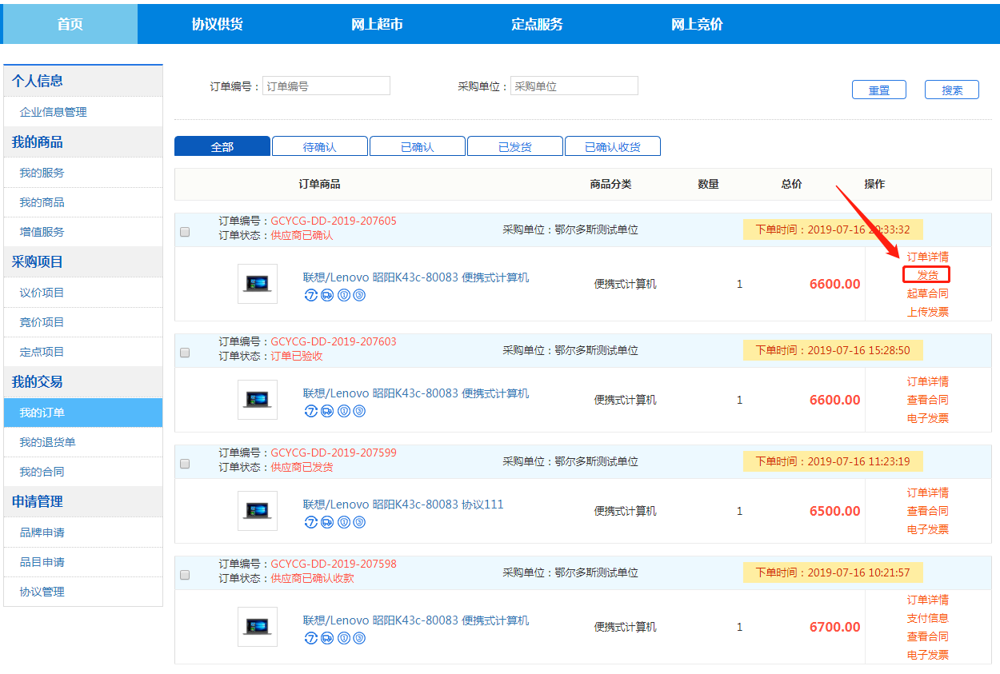 首页 协议供货 网上超市 定点服务 网上竞价
个人信息
企业信息管理
我的商品
我的服务
我的商品
增值服务
采购项目
议价项目
竞价项目
定点项目
我的交易
我的订单
我的退货单
我的合同
申请管理
品牌申请
品目申请
协议管理
订单编号：订单编号 采购单位：采购单位 重置 搜索
全部 待确认 已确认 已发货 已确认收货
订单商品 商品分类 数量 总价 操作
订单编号：GCYCG-DD-2019-207605
订单状态：供应商已确认
采购单位：鄂尔多斯测试单位 下单时间：2019-07-16 20:33:32
联想/Lenovo 昭阳K43c-80083 便携式计算机
便携式计算机 1 6600.00
订单详情
发货
起草合同
上传发票
订单编号：GCYCG-DD-2019-207603
订单状态：订单已验收
采购单位：鄂尔多斯测试单位 下单时间：2019-07-16 15:28:50
联想/Lenovo 昭阳K43c-80083 便携式计算机
便携式计算机 1 6600.00
订单详情
查看合同
电子发票
订单编号：GCYCG-DD-2019-207599
订单状态：供应商已发货
采购单位：鄂尔多斯测试单位 下单时间：2019-07-16 11:23:19
联想/Lenovo 昭阳K43c-80083 协议111
便携式计算机 1 6500.00
订单详情
查看合同
电子发票
订单编号：GCYCG-DD-2019-207598
订单状态：供应商已确认收款
采购单位：鄂尔多斯测试单位 下单时间：2019-07-16 10:21:57
联想/Lenovo 昭阳K43c-80083 便携式计算机
便携式计算机 1 6700.00
订单详情
支付信息
查看合同
电子发票